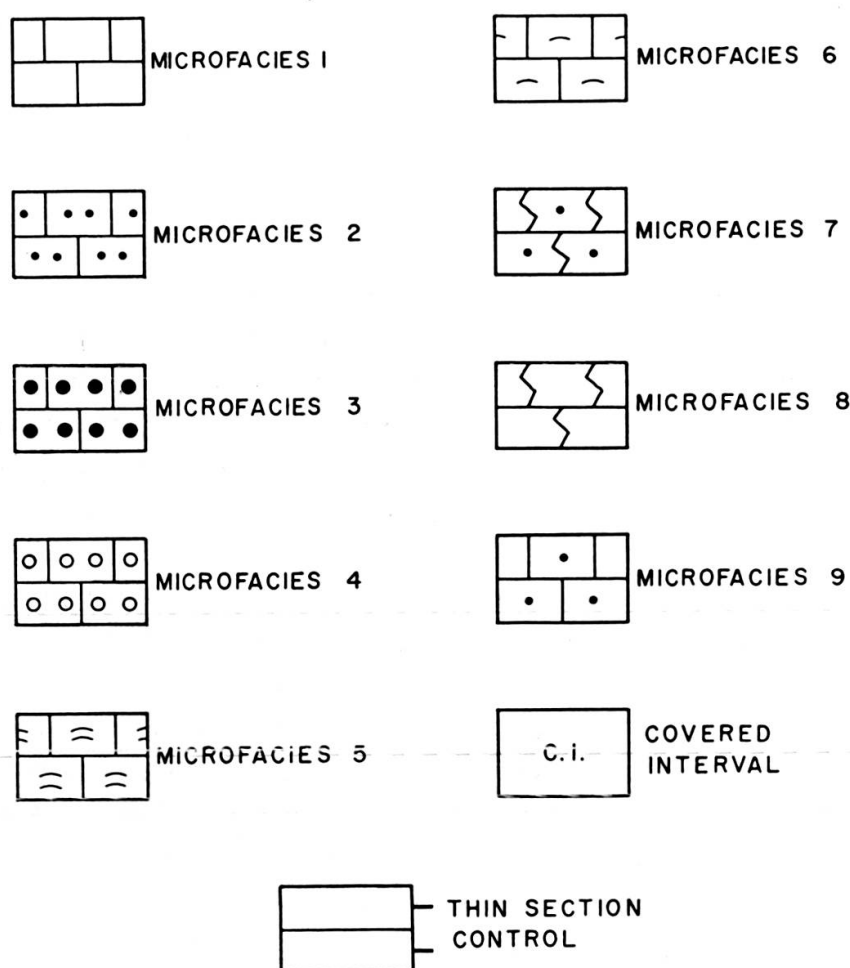 MICROFACIES 1
MICROFACIES 2
MICROFACIES 3
MICROFACIES 4
MICROFACIES 5
MICROFACIES 6
MICROFACIES 7
MICROFACIES 8
MICROFACIES 9
C.I.
COVERED
INTERVAL
THIN SECTION
CONTROL